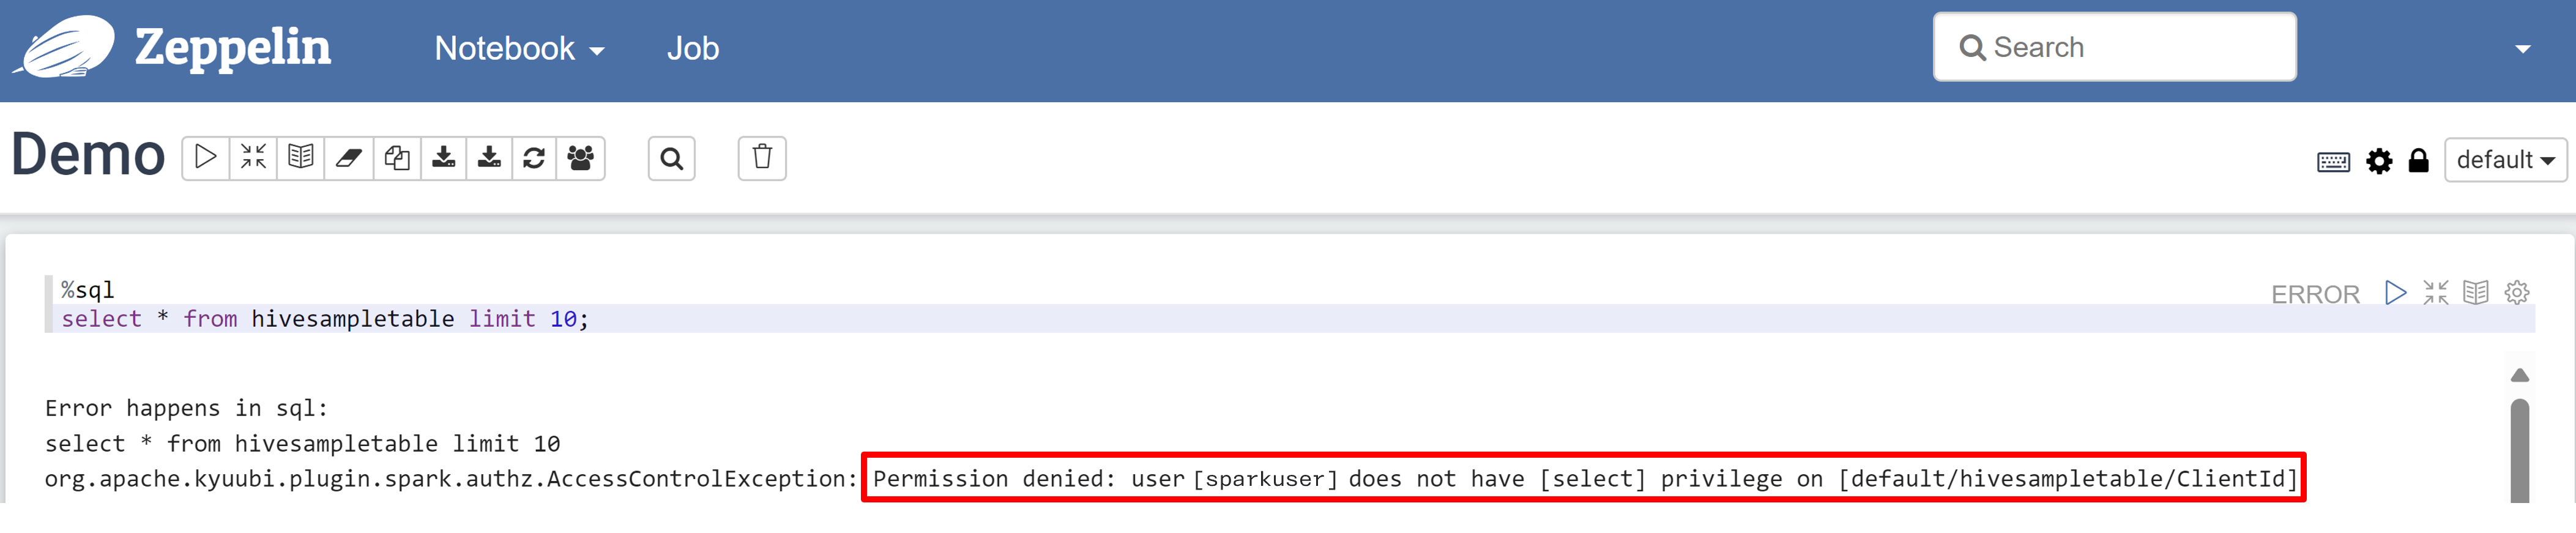 Zeppelin Notebook Job Search
Demo default
%sql
ERROR
select * from hivesampletable limit 10;
Error happens in sql:
select * from hivesampletable limit 10
org.apache.kyuubi.plugin.spark.authz.AccessControlException: Permission denied: user [sparkuser] does not have [select] privilege on [default/hivesampletable/ClientId]